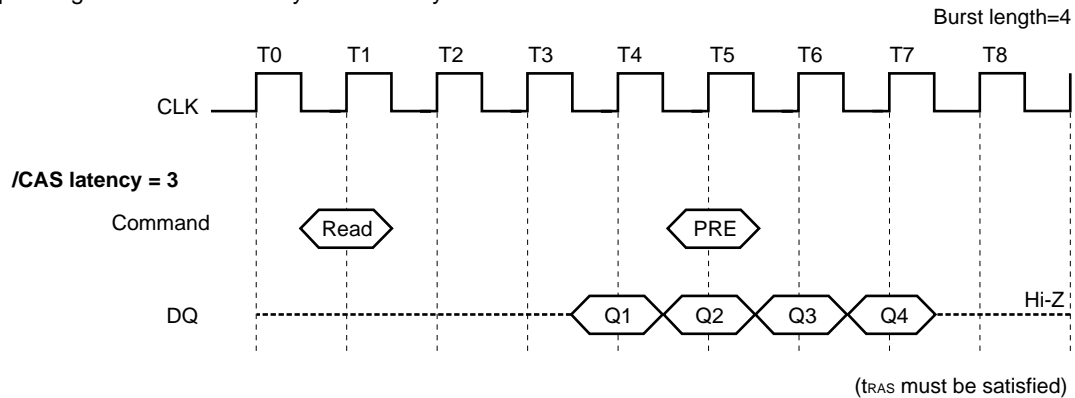 Burst length=4
T0 T1 T2 T3 T4 T5 T6 T7 T8
CLK
/CAS latency = 3
Command Read PRE
Hi-Z
DQ Q1 Q2 Q3 Q4
(tRAS must be satisfied)